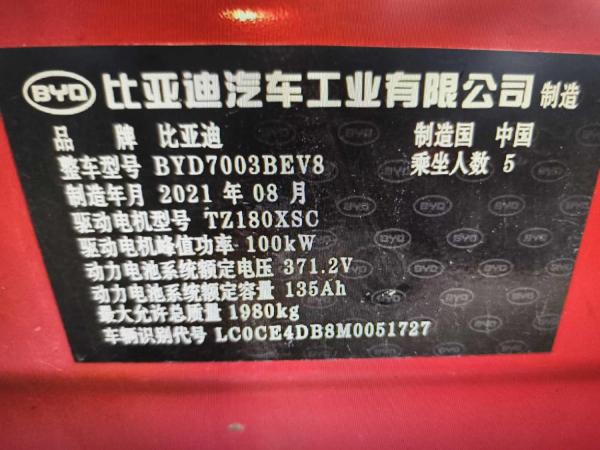 BYD 比亚迪汽车工业有限公司 制造
品 牌 比亚迪 制造国 中国
整车型号 BYD7003BEV8 乘坐人数 5
制造年月 2021 年 08 月
驱动电机型号 TZ180XSC
驱动电机峰值功率 100kW
动力电池系统额定电压 371.2V
动力电池系统额定容量 135Ah
最大允许总质量 1980kg
车辆识别代号 LC0CE4DB8M0051727